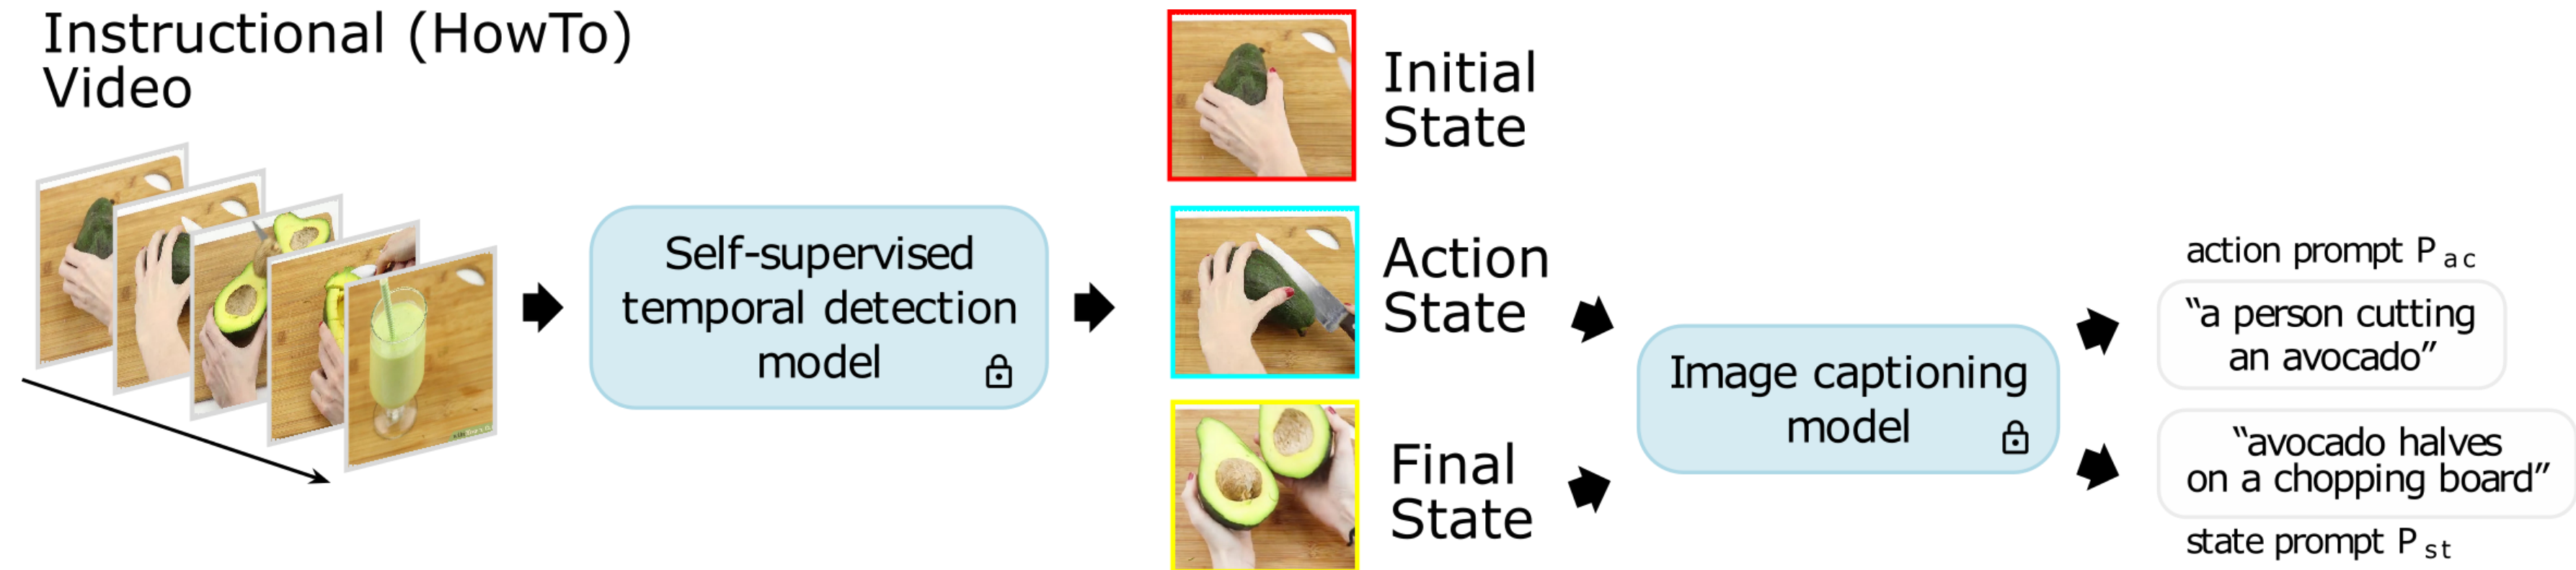 Instructional (HowTo)
Video
Self-supervised
temporal detection
model
Initial
State
Action
State
Final
State
Image captioning
model
action prompt P ac
“a person cutting
an avocado”
“avocado halves
on a chopping board”
state prompt P st